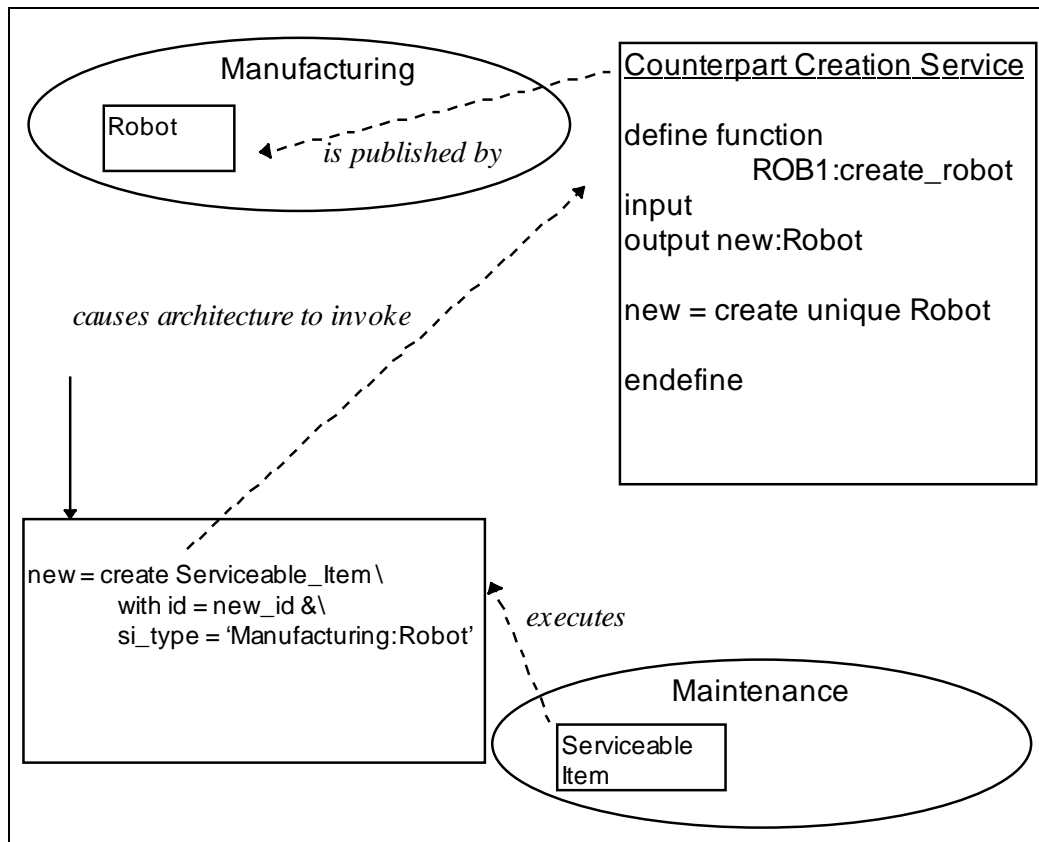 Manufacturing
Robot
is published by
Counterpart Creation Service
define function
ROB1:create_robot
input
output new:Robot
new = create unique Robot
endefine
causes architecture to invoke
new = create Serviceable_Item \
with id = new_id &\
si_type = ‘Manufacturing:Robot’
executes
Maintenance
Serviceable
Item